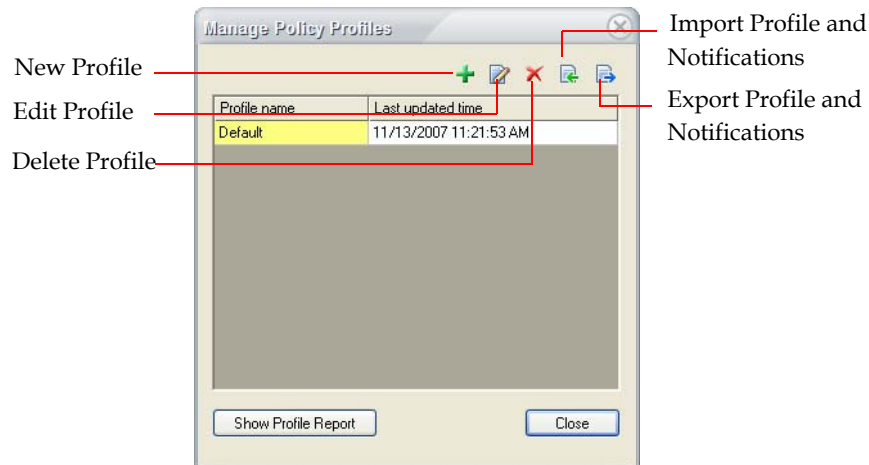 Manage Policy Profiles
Import Profile and
Notifications
New Profile
Edit Profile
Export Profile and
Notifications
Profile name
Last updated time
Default
11/13/2007 11:21:53 AM
Delete Profile
Show Profile Report
Close